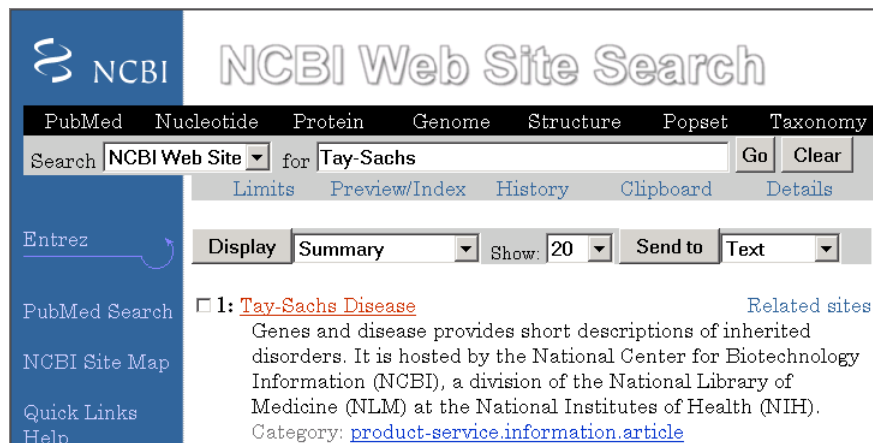 NCBI
NCBI Web Site Search
PubMed Nucleotide Protein Genome Structure Popset Taxonomy
Search NCBI Web Site for Tay-Sachs Go Clear
Limits Preview/Index History Clipboard Details
Entrez
Display Summary Show: 20 Send to Text
PubMed Search
1: Tay-Sachs Disease Related sites
Genes and disease provides short descriptions of inherited
disorders. It is hosted by the National Center for Biotechnology
Information (NCBI), a division of the National Library of
Medicine (NLM) at the National Institutes of Health (NIH).
Category: product-service.information.article
NCBI Site Map
Quick Links
Help